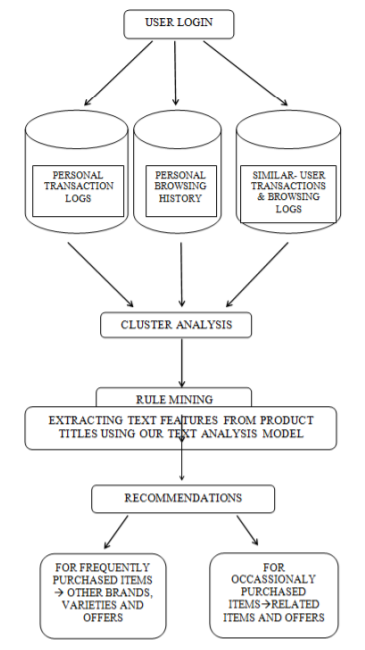 USER LOGIN
PERSONAL
TRANSACTION
LOGS
PERSONAL
BROWSING
HISTORY
SIMILAR- USER
TRANSACTIONS
& BROWSING
LOGS
CLUSTER ANALYSIS
RULE MINING
EXTRACTING TEXT FEATURES FROM PRODUCT
TITLES USING OUR TEXT ANALYSIS MODEL
RECOMMENDATIONS
FOR FREQUENTLY
PURCHASED ITEMS
→ OTHER BRANDS,
VARIETIES AND
OFFERS
FOR
OCCASSIONALY
PURCHASED
ITEMS→RELATED
ITEMS AND OFFERS